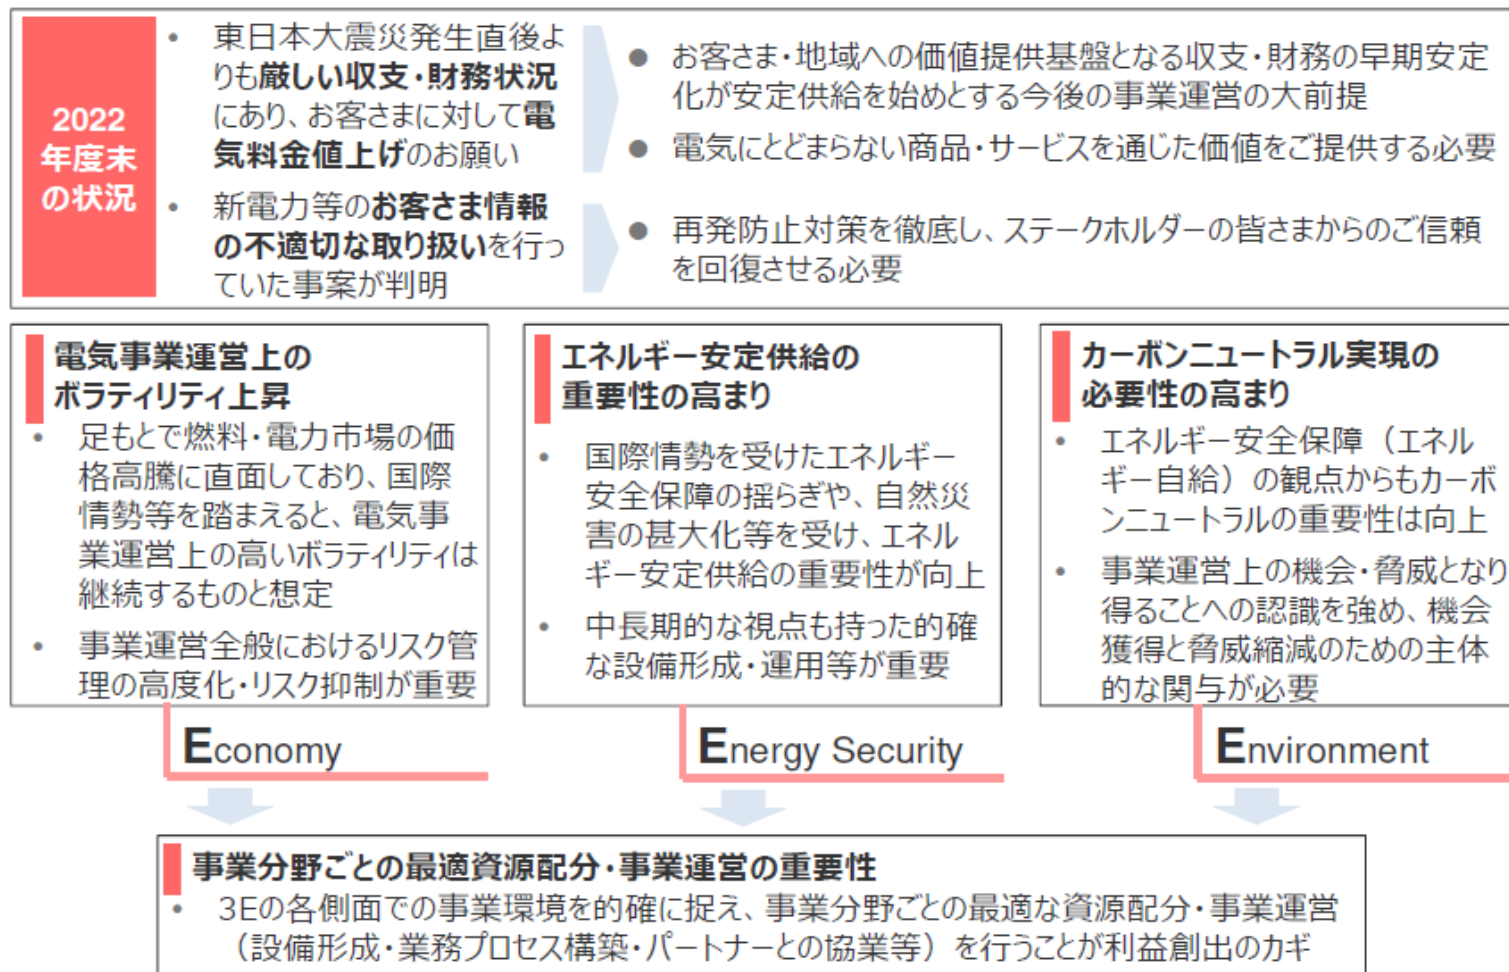 2022
年度末
の状況
• 東日本大震災発生直後よ
りも厳しい収支・財務状況
にあり、お客さまに対して電
気料金値上げのお願い
• 新電力等のお客さま情報
の不適切な取り扱いを行っ
ていた事案が判明
● お客さま・地域への価値提供基盤となる収支・財務の早期安定
化が安定供給を始めとする今後の事業運営の大前提
● 電気にとどまらない商品・サービスを通じた価値をご提供する必要
● 再発防止対策を徹底し、ステークホルダーの皆さまからのご信頼
を回復させる必要
電気事業運営上の
ボラティリティ上昇
• 足もとで燃料・電力市場の価
格高騰に直面しており、国際
情勢等を踏まえると、電気事
業運営上の高いボラティリティは
継続するものと想定
• 事業運営全般におけるリスク管
理の高度化・リスク抑制が重要
Economy
エネルギー安定供給の
重要性の高まり
• 国際情勢を受けたエネルギー
安全保障の揺らぎや、自然災
害の甚大化等を受け、エネル
ギー安定供給の重要性が向上
• 中長期的な視点も持った的確
な設備形成・運用等が重要
Energy Security
カーボンニュートラル実現の
必要性の高まり
• エネルギー安全保障（エネル
ギー自給）の観点からもカーボ
ンニュートラルの重要性は向上
• 事業運営上の機会・脅威となり
得ることへの認識を強め、機会
獲得と脅威縮減のための主体
的な関与が必要
Environment
事業分野ごとの最適資源配分・事業運営の重要性
• 3Eの各側面での事業環境を的確に捉え、事業分野ごとの最適な資源配分・事業運営
（設備形成・業務プロセス構築・パートナーとの協業等）を行うことが利益創出のカギ